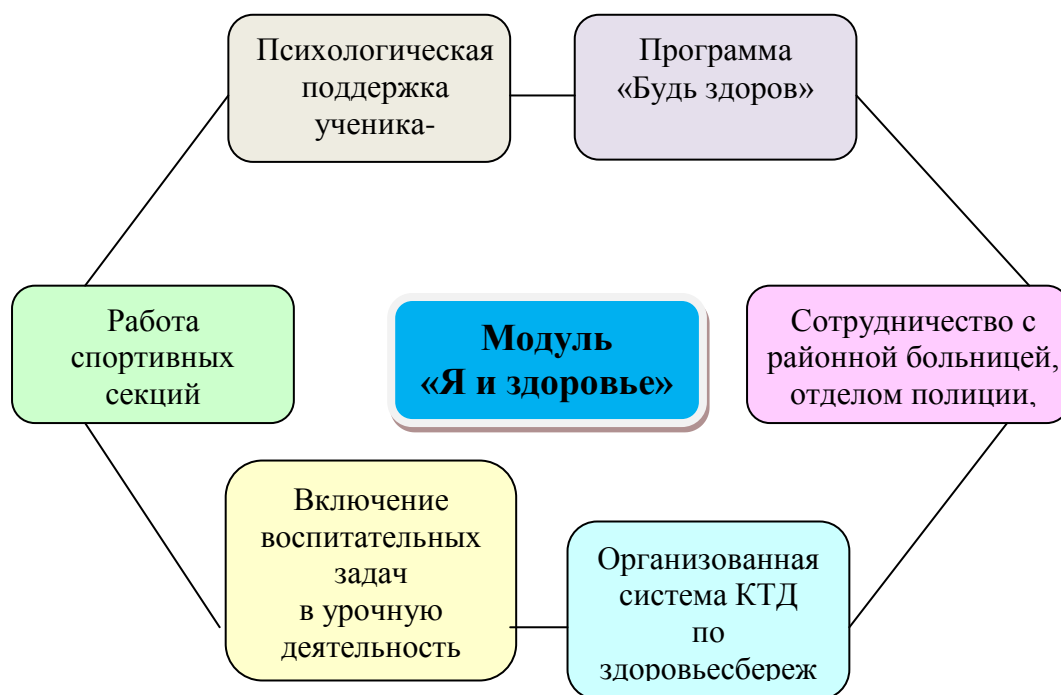 Психологическая
поддержка
ученика-
Программа
«Будь здоров»
Работа
спортивных
секций
Модуль
«Я и здоровье»
Сотрудничество с
районной больницей,
отделом полиции,
Включение
воспитательных
задач
в урочную
деятельность
Организованная
система КТД
по
здоровьесбереж